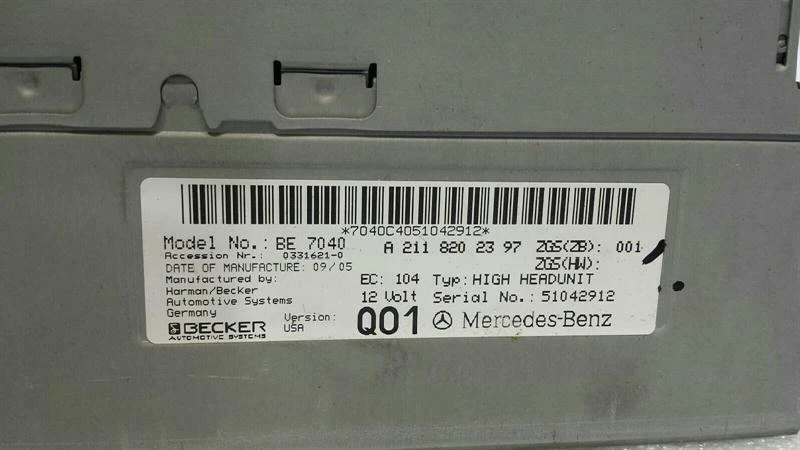 *7040C4051042912*
Model No.: BE 7040 A 211 820 23 97 ZGS(ZB): 001
Accession Nr.: 0331621-0 ZGS(HW):
DATE OF MANUFACTURE: 09/05
Manufactured by: EC: 104 Typ: HIGH HEADUNIT
Harman/Becker
Automotive Systems 12 Volt Serial No.: 51042912
Germany
BECKER Version: Q01 Mercedes-Benz
AUTOMOTIVE SYSTEMS USA